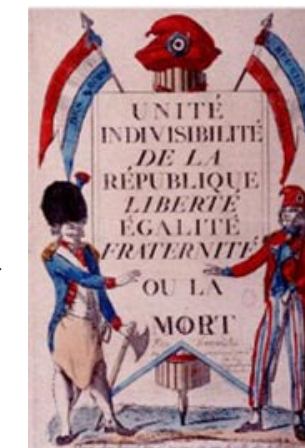 UNITÉ
INDIVISIBILITÉ
DE LA
RÉPUBLIQUE
LIBERTÉ
ÉGALITÉ
FRATERNITÉ
OU LA
MORT